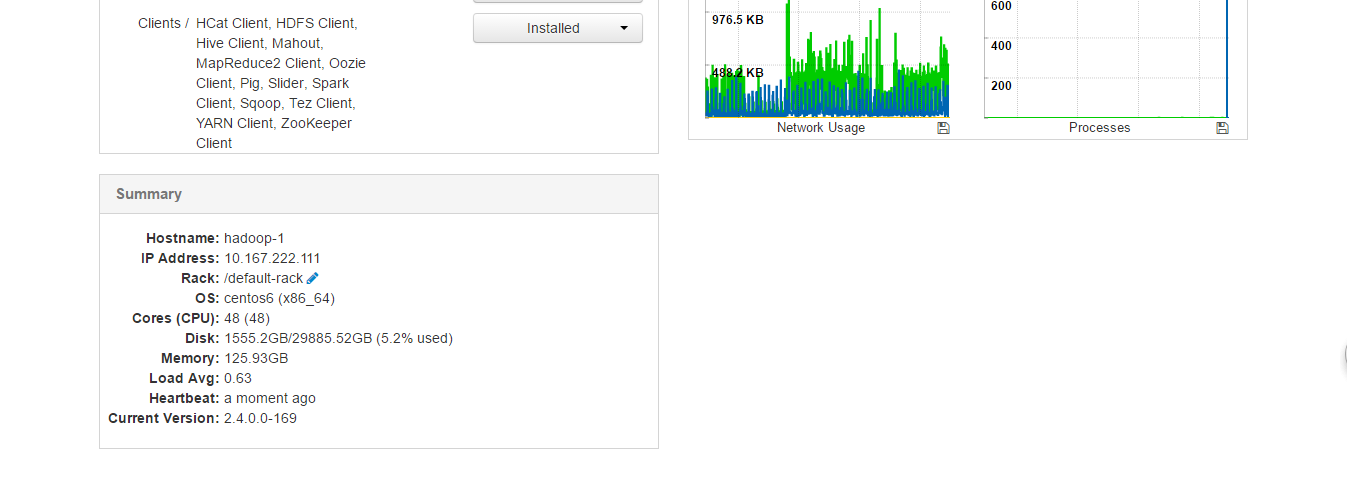 Clients / HCat Client, HDFS Client,
Hive Client, Mahout,
MapReduce2 Client, Oozie
Client, Pig, Slider, Spark
Client, Sqoop, Tez Client,
YARN Client, ZooKeeper
Client
Installed
976.5 KB
488.2 KB
Network Usage
600
400
200
Processes
Summary
Hostname: hadoop-1
IP Address: 10.167.222.111
Rack: /default-rack
OS: centos6 (x86_64)
Cores (CPU): 48 (48)
Disk: 1555.2GB/29885.52GB (5.2% used)
Memory: 125.93GB
Load Avg: 0.63
Heartbeat: a moment ago
Current Version: 2.4.0.0-169